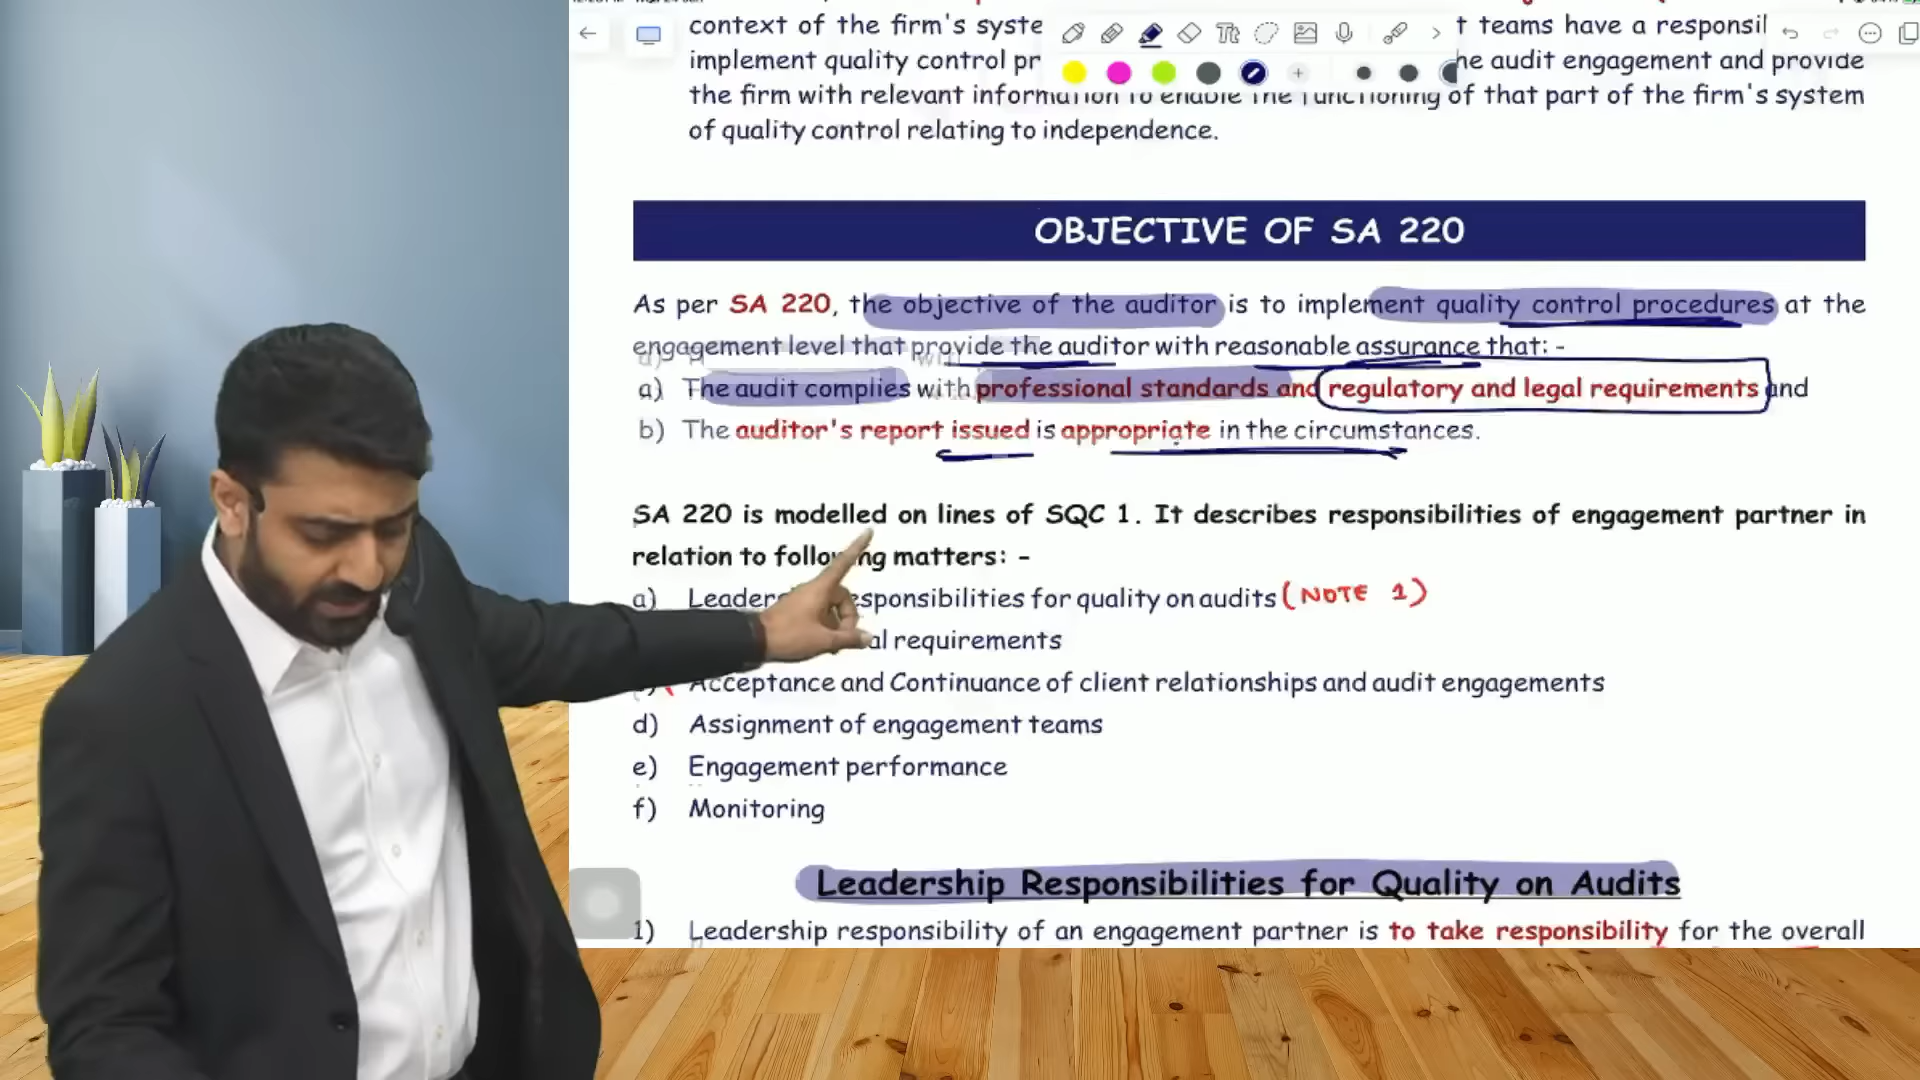 context of the firm's syste t teams have a responsil
implement quality control pr he audit engagement and provide
the firm with relevant information to enable the functioning of that part of the firm's system
of quality control relating to independence.
OBJECTIVE OF SA 220
As per SA 220, the objective of the auditor is to implement quality control procedures at the
engagement level that provide the auditor with reasonable assurance that: -
a) The audit complies with professional standards and regulatory and legal requirements and
b) The auditor's report issued is appropriate in the circumstances.
SA 220 is modelled on lines of SQC 1. It describes responsibilities of engagement partner in
relation to following matters: -
a) Leader responsibilities for quality on audits (NOTE 1)
al requirements
Acceptance and Continuance of client relationships and audit engagements
d) Assignment of engagement teams
e) Engagement performance
f) Monitoring
Leadership Responsibilities for Quality on Audits
1) Leadership responsibility of an engagement partner is to take responsibility for the overall